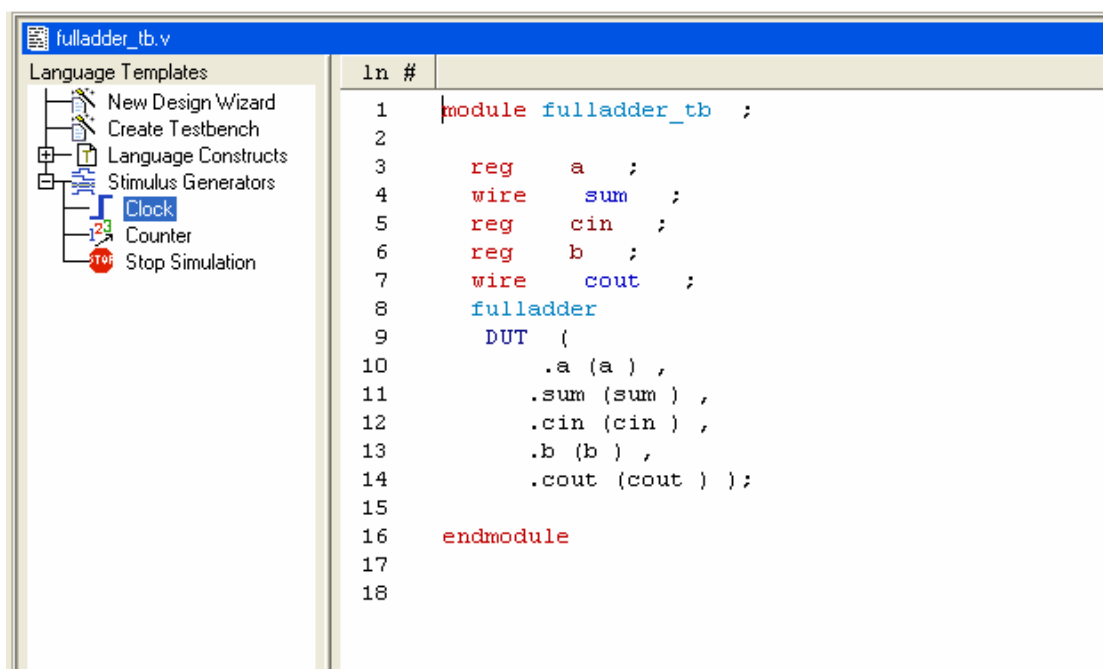 fulladder_tb.v
Language Templates
New Design Wizard
Create Testbench
Language Constructs
Stimulus Generators
Clock
Counter
Stop Simulation
ln #
1 module fulladder_tb ;
2
3 reg a ;
4 wire sum ;
5 reg cin ;
6 reg b ;
7 wire cout ;
8 fulladder
9 DUT (
10 .a (a ) ,
11 .sum (sum ) ,
12 .cin (cin ) ,
13 .b (b ) ,
14 .cout (cout ) );
15
16 endmodule
17
18